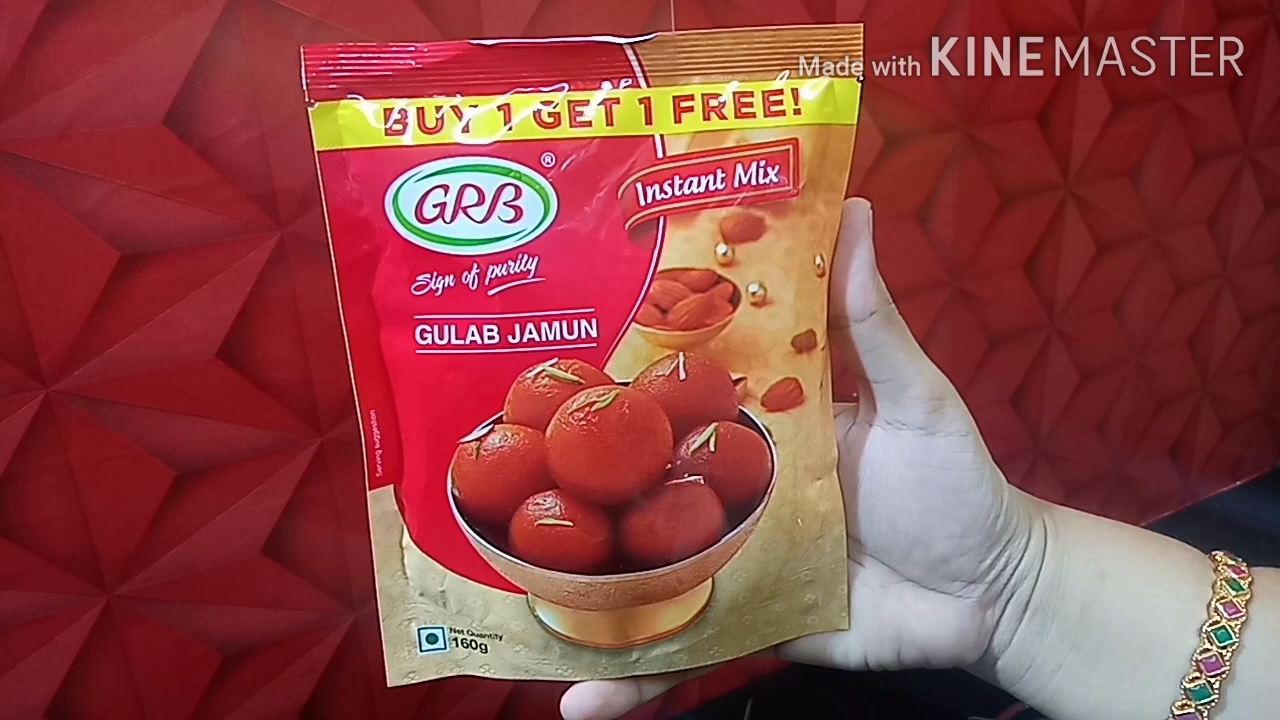 Made with KINEMASTER
BUY 1 GET 1 FREE!
GRB ®
Instant Mix
Sign of purity
GULAB JAMUN
Serving suggestion
Net Quantity
160g